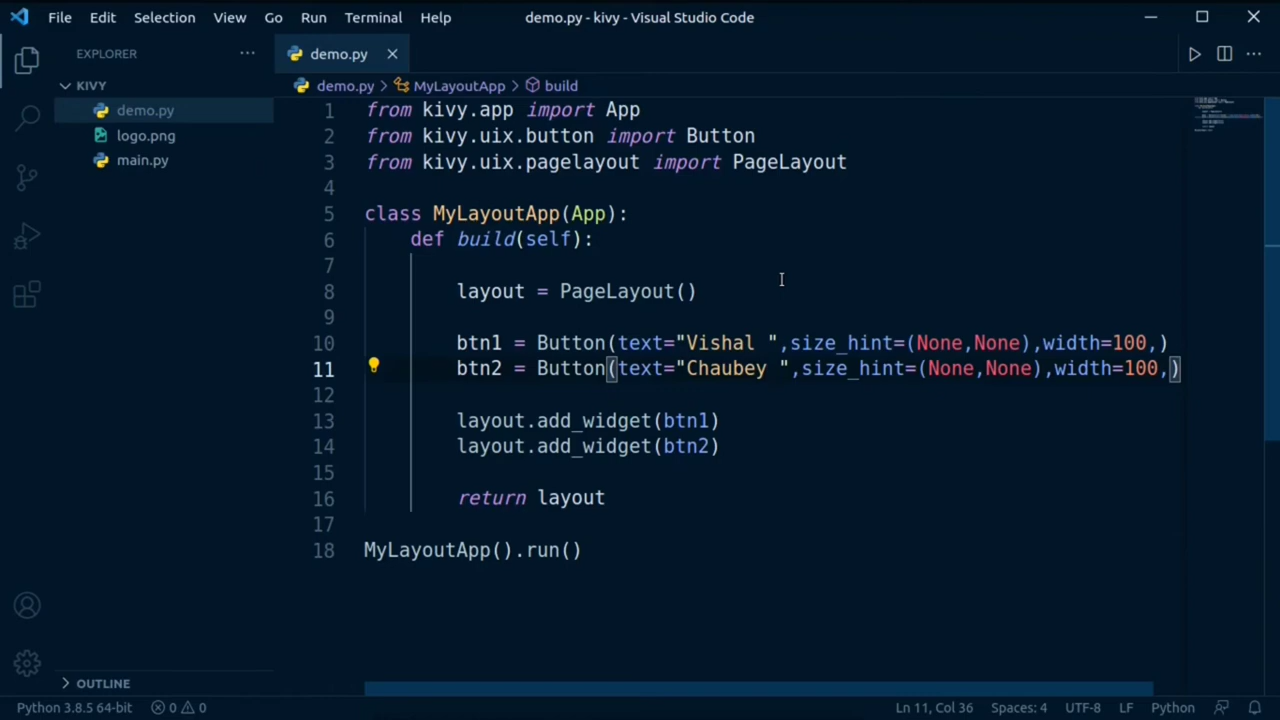 File Edit Selection View Go Run Terminal Help demo.py - kivy - Visual Studio Code
EXPLORER ··· demo.py
KIVY
demo.py
logo.png
main.py
demo.py > MyLayoutApp > build
1 from kivy.app import App
2 from kivy.uix.button import Button
3 from kivy.uix.pagelayout import PageLayout
4
5 class MyLayoutApp(App):
6 def build(self):
7
8 layout = PageLayout()
9
10 btn1 = Button(text="Vishal ",size_hint=(None,None),width=100,)
11 btn2 = Button(text="Chaubey ",size_hint=(None,None),width=100,)
12
13 layout.add_widget(btn1)
14 layout.add_widget(btn2)
15
16 return layout
17
18 MyLayoutApp().run()
OUTLINE
Python 3.8.5 64-bit 0 0 Ln 11, Col 36 Spaces: 4 UTF-8 LF Python